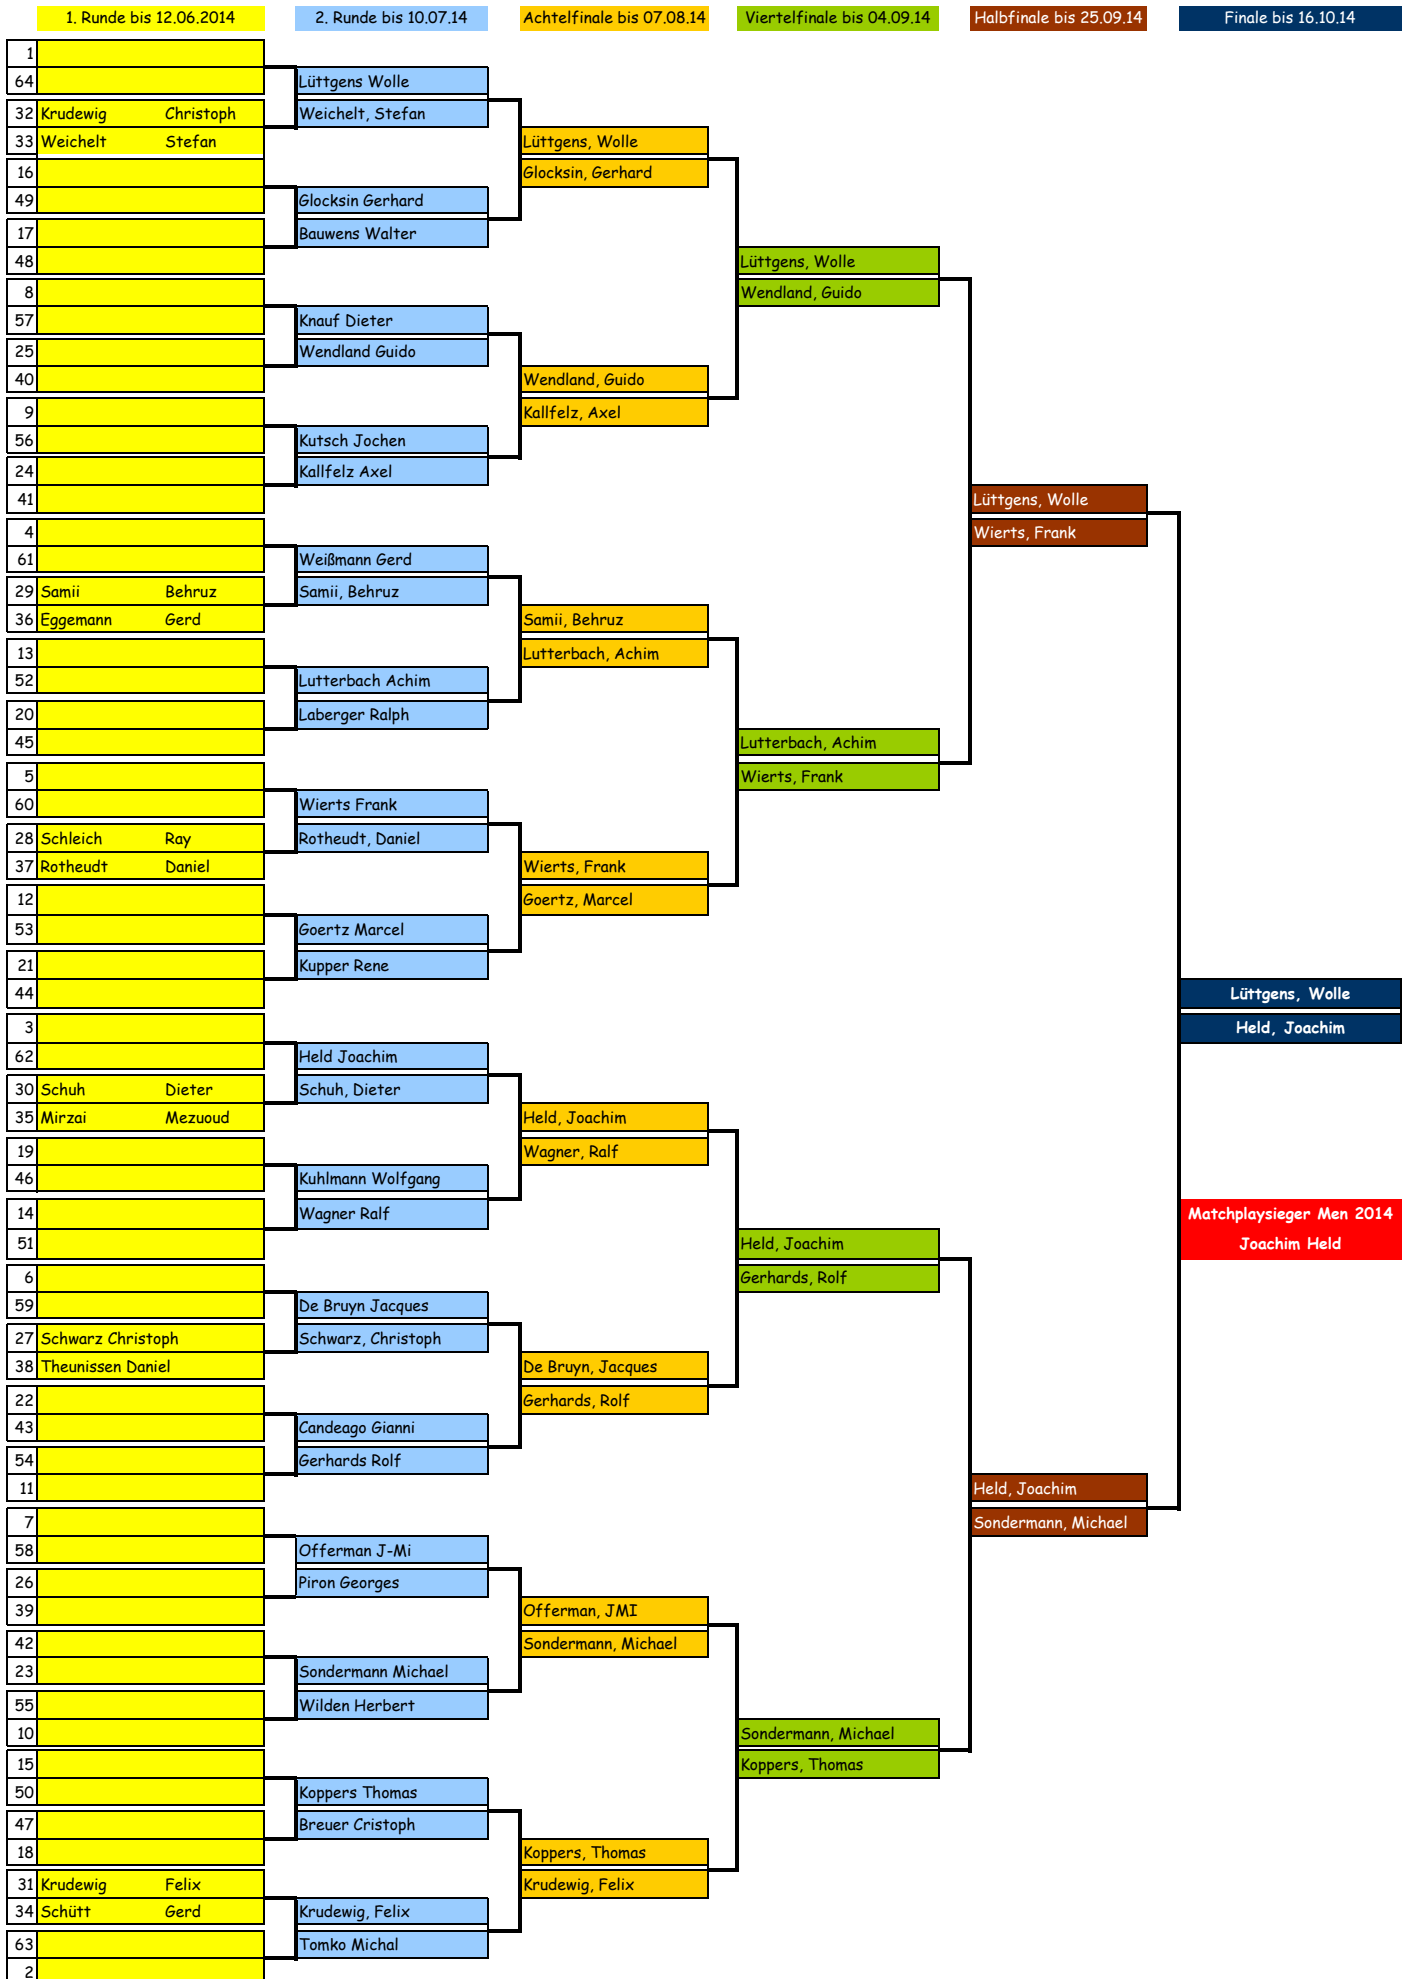 1. Runde bis 12.06.2014 2. Runde bis 10.07.14 Achtelfinale bis 07.08.14 Viertelfinale bis 04.09.14 Halbfinale bis 25.09.14 Finale bis 16.10.14
1
64 Lüttgens Wolle
32 Krudewig Christoph Weichelt, Stefan
33 Weichelt Stefan Lüttgens, Wolle
16 Glocksin, Gerhard
49 Glocksin Gerhard
17 Bauwens Walter
48 Lüttgens, Wolle
8 Wendland, Guido
57 Knauf Dieter
25 Wendland Guido
40 Wendland, Guido
9 Kallfelz, Axel
56 Kutsch Jochen
24 Kallfelz Axel
41 Lüttgens, Wolle
4 Wierts, Frank
61 Weißmann Gerd
29 Samii Behruz Samii, Behruz
36 Eggemann Gerd Samii, Behruz
13 Lutterbach, Achim
52 Lutterbach Achim
20 Laberger Ralph
45 Lutterbach, Achim
5 Wierts, Frank
60 Wierts Frank
28 Schleich Ray Rotheudt, Daniel
37 Rotheudt Daniel Wierts, Frank
12 Goertz, Marcel
53 Goertz Marcel
21 Kupper Rene
44 Lüttgens, Wolle
3 Held, Joachim
62 Held Joachim
30 Schuh Dieter Schuh, Dieter
35 Mirzai Mezuoud Held, Joachim
19 Wagner, Ralf
46 Kuhlmann Wolfgang
14 Wagner Ralf Matchplaysieger Men 2014
51 Held, Joachim Joachim Held
6 Gerhards, Rolf
59 De Bruyn Jacques
27 Schwarz Christoph Schwarz, Christoph
38 Theunissen Daniel De Bruyn, Jacques
22 Gerhards, Rolf
43 Candeago Gianni
54 Gerhards Rolf
11 Held, Joachim
7 Sondermann, Michael
58 Offerman J-Mi
26 Piron Georges
39 Offerman, JMI
42 Sondermann, Michael
23 Sondermann Michael
55 Wilden Herbert
10 Sondermann, Michael
15 Koppers, Thomas
50 Koppers Thomas
47 Breuer Cristoph
18 Koppers, Thomas
31 Krudewig Felix Krudewig, Felix
34 Schütt Gerd Krudewig, Felix
63 Tomko Michal
2